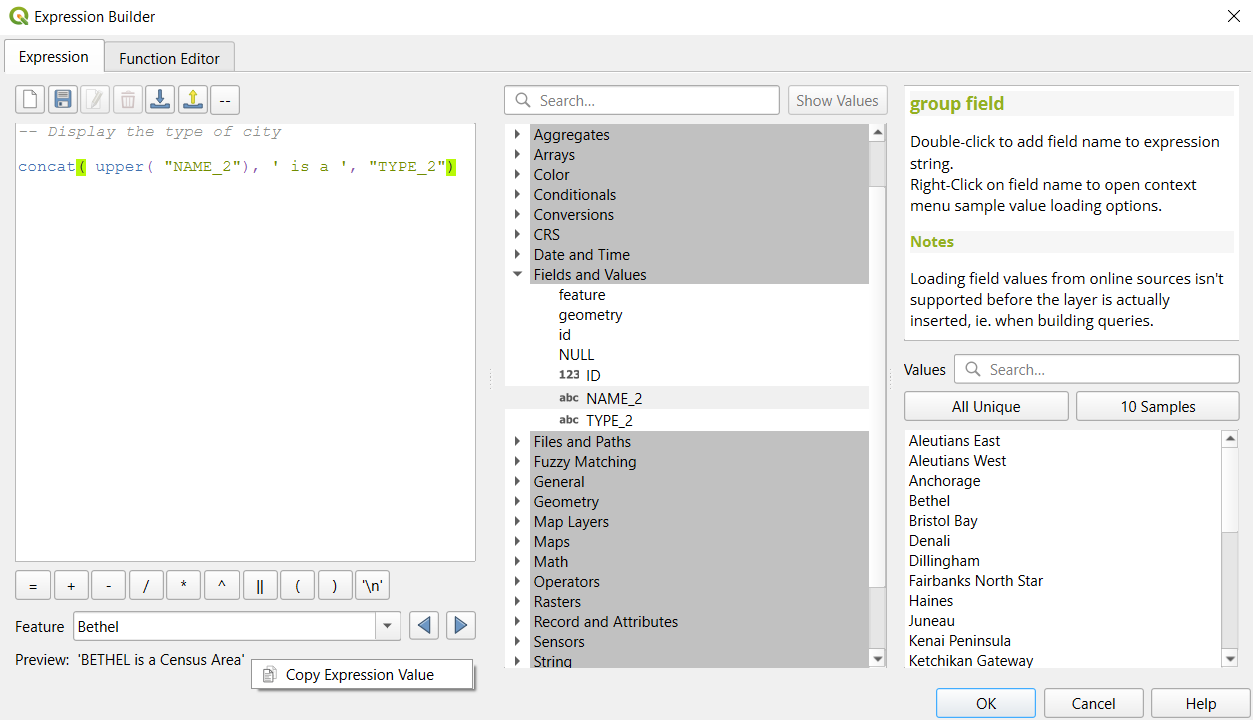 Expression Builder
Expression
Function Editor
--
-- Display the type of city
concat( upper( "NAME_2"), ' is a ', "TYPE_2")
= + - / * ^ || ( ) '\n'
Feature Bethel
Preview: 'BETHEL is a Census Area'
Copy Expression Value
Search...
Show Values
Aggregates
Arrays
Color
Conditionals
Conversions
CRS
Date and Time
Fields and Values
feature
geometry
id
NULL
123 ID
abc NAME_2
abc TYPE_2
Files and Paths
Fuzzy Matching
General
Geometry
Map Layers
Maps
Math
Operators
Rasters
Record and Attributes
Sensors
String
group field
Double-click to add field name to expression
string.
Right-Click on field name to open context
menu sample value loading options.
Notes
Loading field values from online sources isn't
supported before the layer is actually
inserted, ie. when building queries.
Values Search...
All Unique
10 Samples
Aleutians East
Aleutians West
Anchorage
Bethel
Bristol Bay
Denali
Dillingham
Fairbanks North Star
Haines
Juneau
Kenai Peninsula
Ketchikan Gateway
OK
Cancel
Help